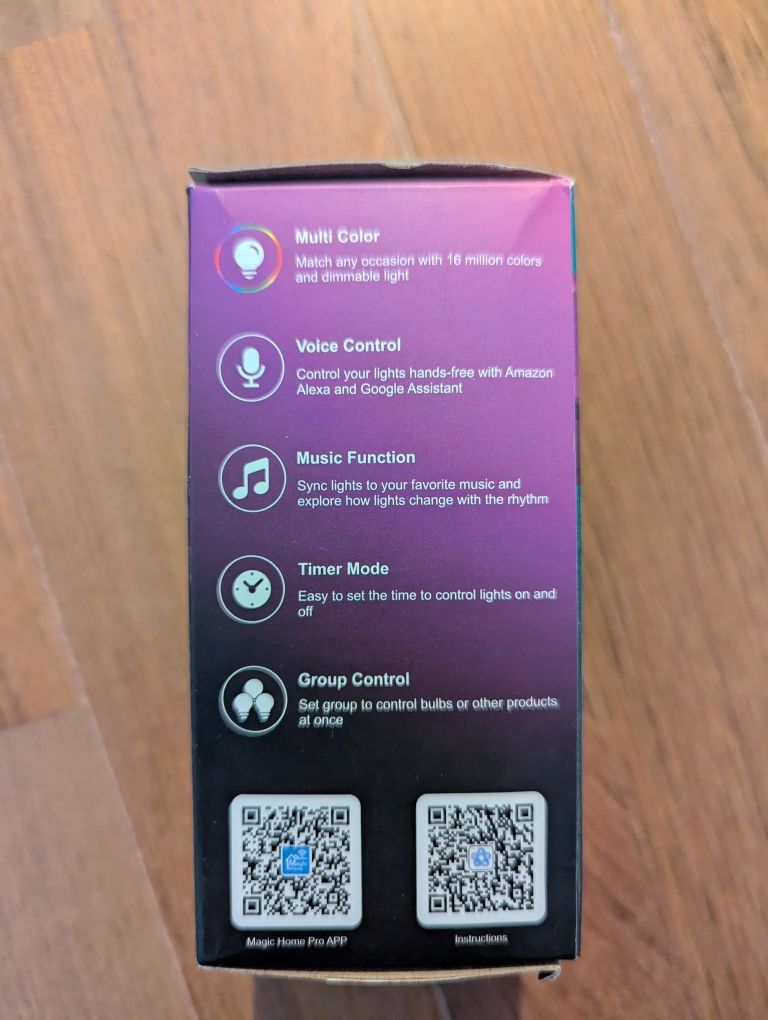 Multi Color
Match any occasion with 16 million colors
and dimmable light
Voice Control
Control your lights hands-free with Amazon
Alexa and Google Assistant
Music Function
Sync lights to your favorite music and
explore how lights change with the rhythm
Timer Mode
Easy to set the time to control lights on and
off
Group Control
Set group to control bulbs or other products
at once
Magic Home Pro APP
Instructions